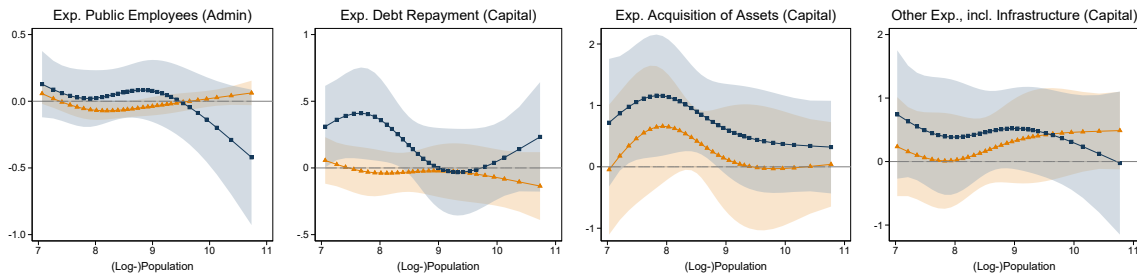 Exp. Public Employees (Admin)
0.5
0.0
-0.5
-1.0
7 8 9 10 11
(Log-)Population
Exp. Debt Repayment (Capital)
1
.5
0
-.5
7 8 9 10 11
(Log-)Population
Exp. Acquisition of Assets (Capital)
2
1
0
-1
7 8 9 10 11
(Log-)Population
Other Exp., incl. Infrastructure (Capital)
2
1
0
-1
7 8 9 10 11
(Log-)Population